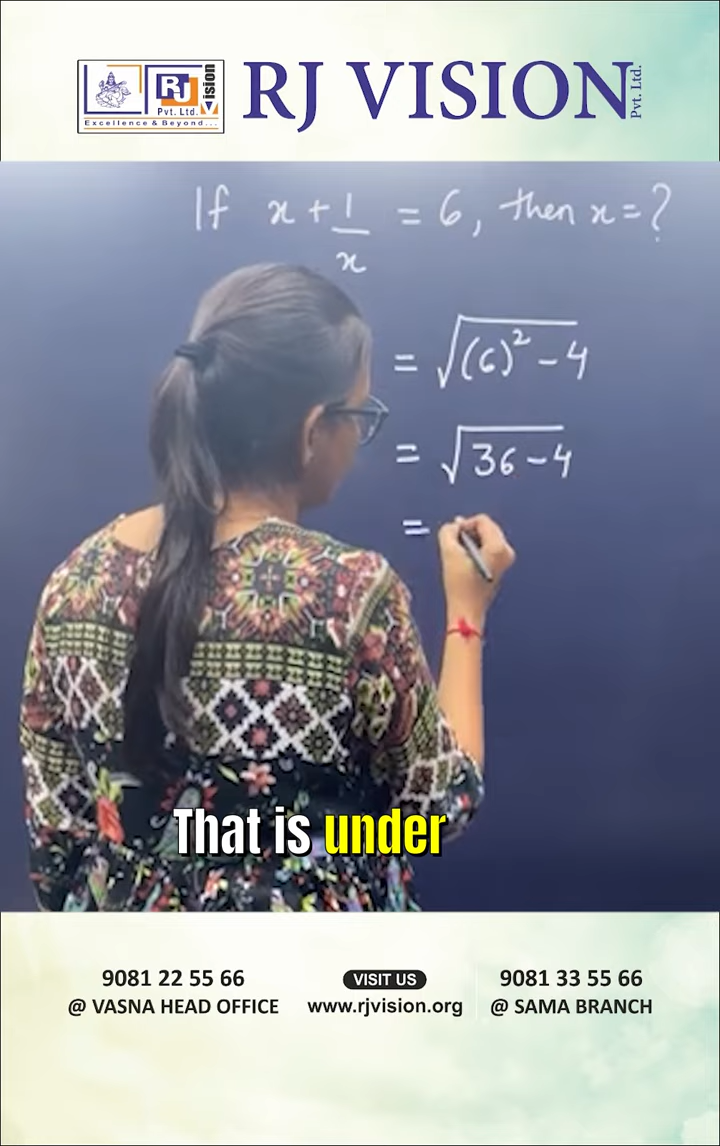 RJ
Vision
Pvt. Ltd.
Excellence & Beyond...
RJ VISION Pvt. Ltd.
If x + 1/x = 6, then x = ?
= √(6)² - 4
= √36 - 4
=
That is under
9081 22 55 66
@ VASNA HEAD OFFICE
VISIT US
www.rjvision.org
9081 33 55 66
@ SAMA BRANCH